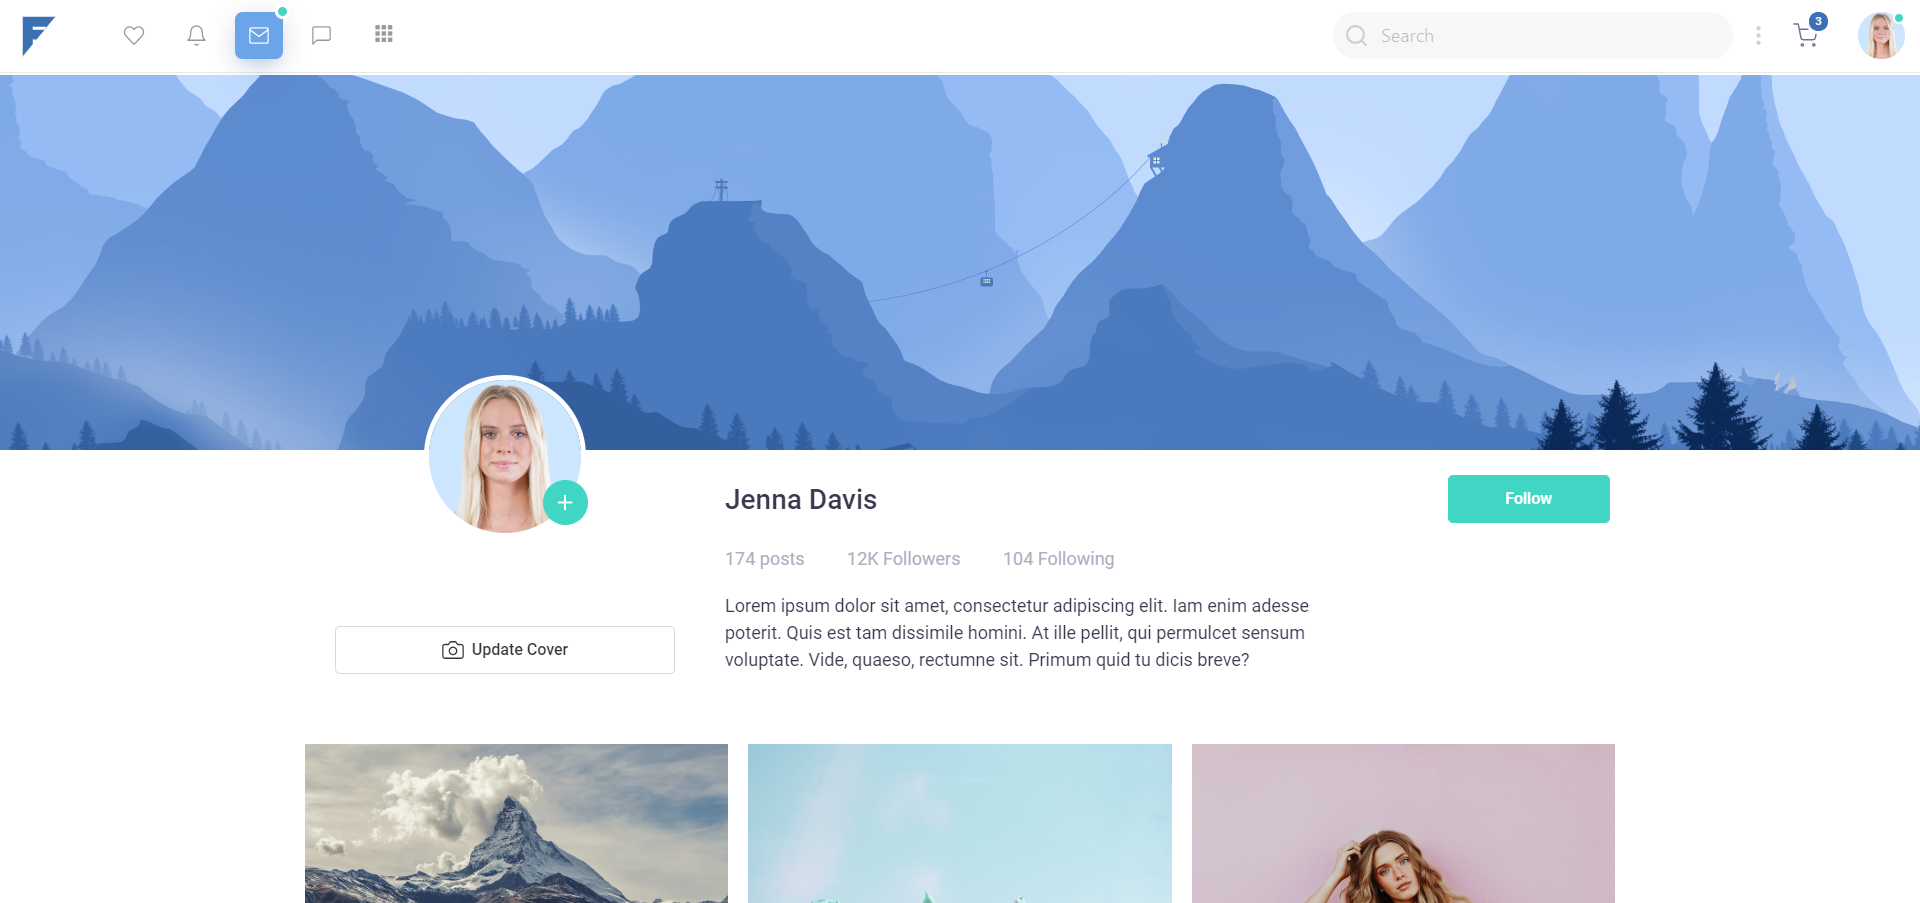 Search
3
Jenna Davis
Follow
174 posts 12K Followers 104 Following
Lorem ipsum dolor sit amet, consectetur adipiscing elit. Iam enim adesse
poterit. Quis est tam dissimile homini. At ille pellit, qui permulcet sensum
voluptate. Vide, quaeso, rectumne sit. Primum quid tu dicis breve?
Update Cover